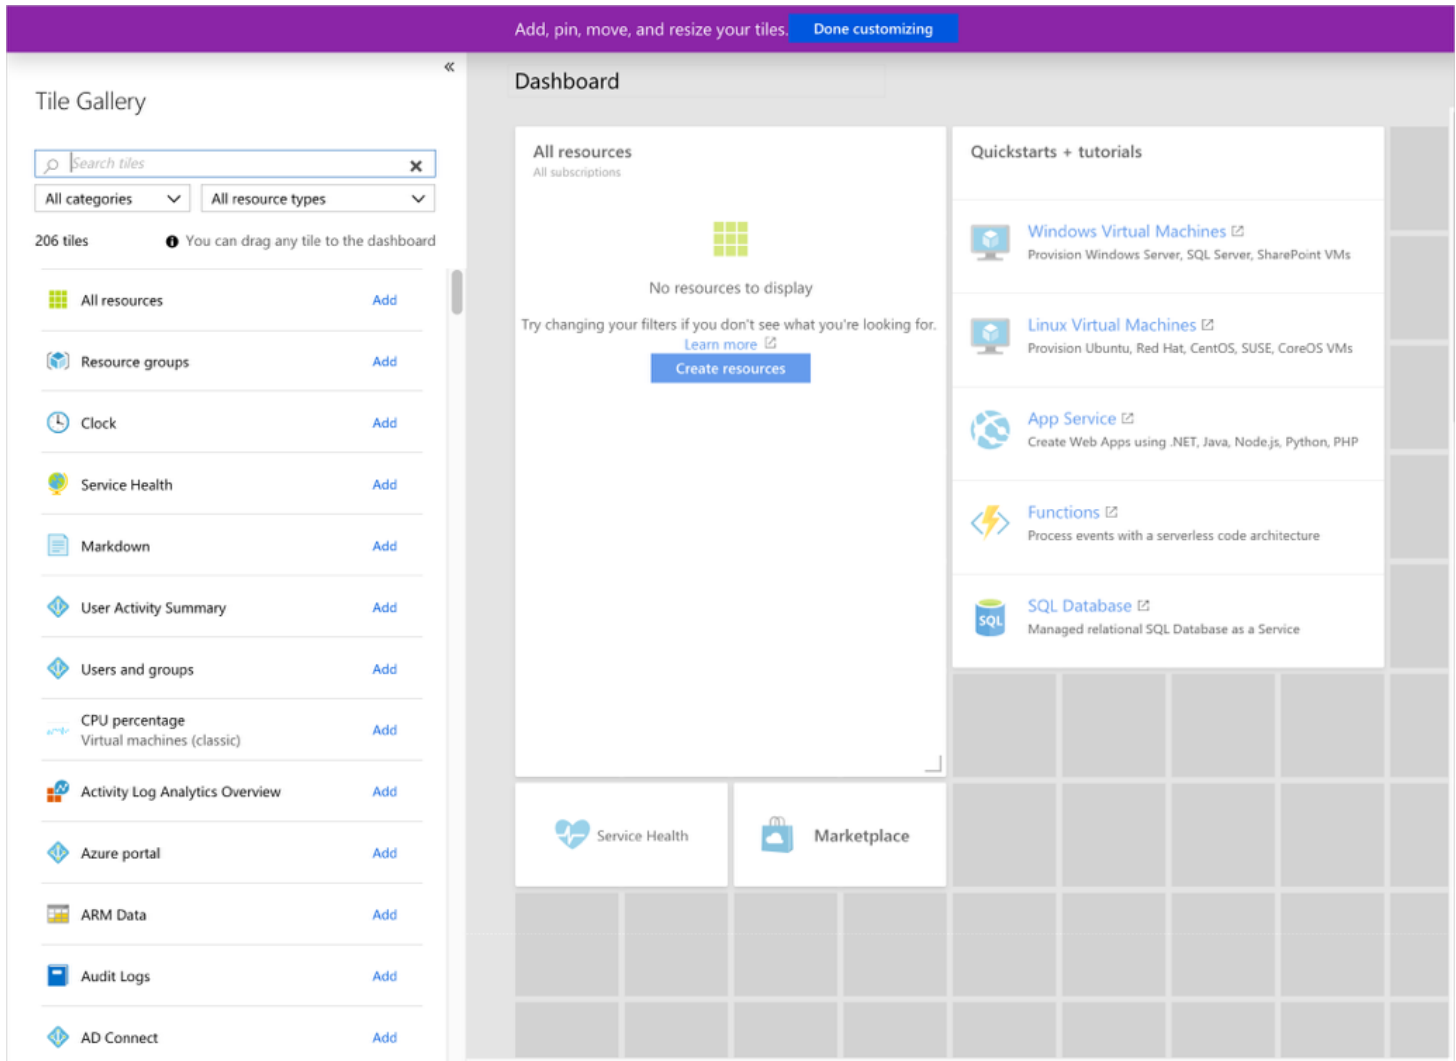 Add, pin, move, and resize your tiles.
Done customizing
«
Tile Gallery
Search tiles
All categories
All resource types
206 tiles
You can drag any tile to the dashboard
All resources Add
Resource groups Add
Clock Add
Service Health Add
Markdown Add
User Activity Summary Add
Users and groups Add
CPU percentage
Virtual machines (classic)
Add
Activity Log Analytics Overview Add
Azure portal Add
ARM Data Add
Audit Logs Add
AD Connect Add
Dashboard
All resources
All subscriptions
No resources to display
Try changing your filters if you don't see what you're looking for.
Learn more
Create resources
Service Health
Marketplace
Quickstarts + tutorials
Windows Virtual Machines
Provision Windows Server, SQL Server, SharePoint VMs
Linux Virtual Machines
Provision Ubuntu, Red Hat, CentOS, SUSE, CoreOS VMs
App Service
Create Web Apps using .NET, Java, Node.js, Python, PHP
Functions
Process events with a serverless code architecture
SQL
SQL Database
Managed relational SQL Database as a Service